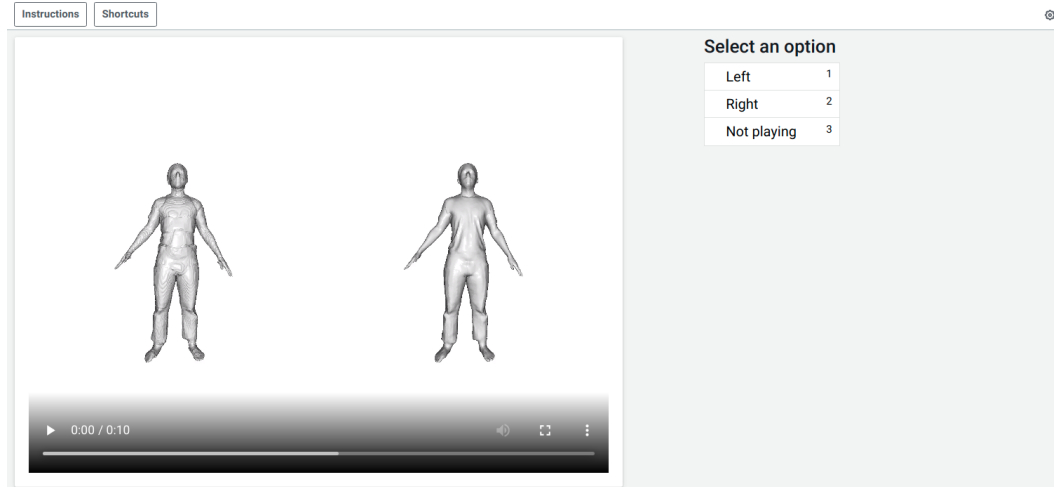 Instructions
Shortcuts
Select an option
Left 1
Right 2
Not playing 3
0:00 / 0:10